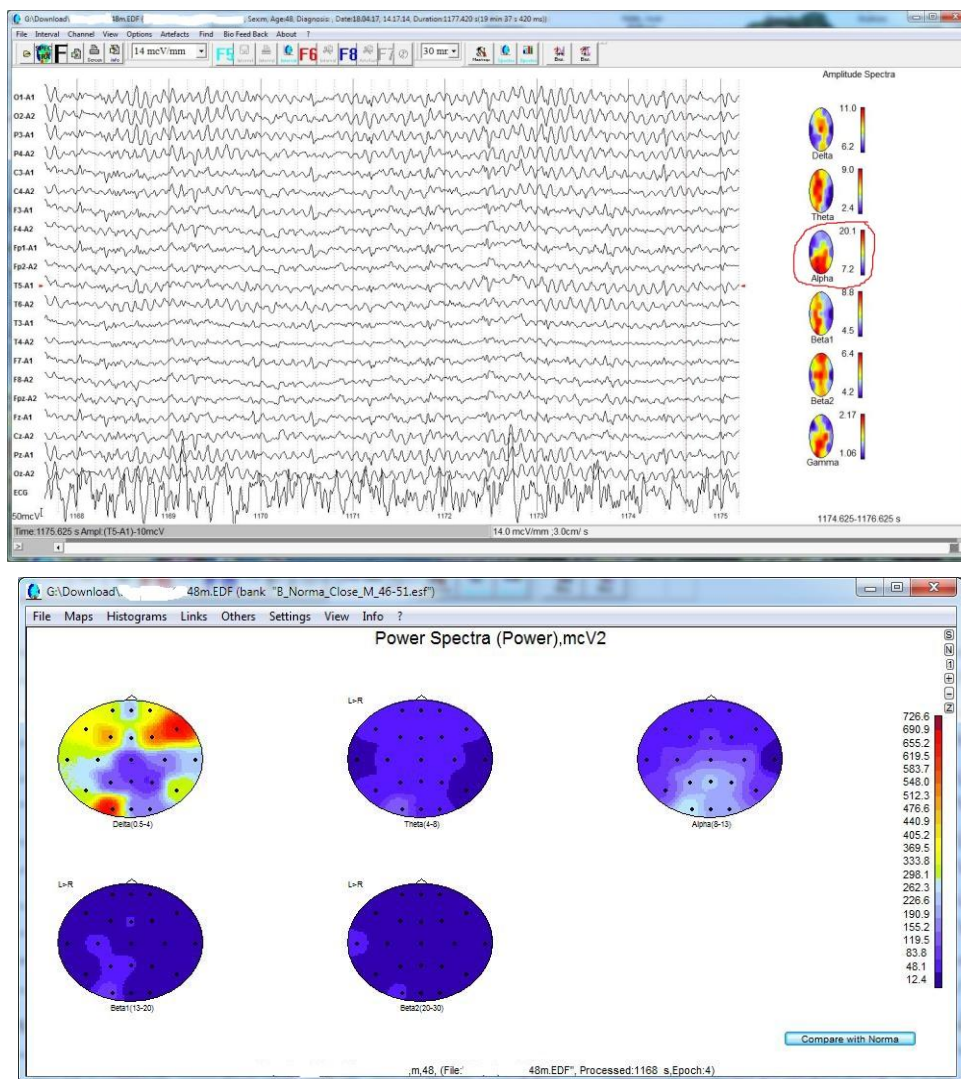 G:\Download\ 48m.EDF ( ; Sex:m; Age:48, Diagnosis: , Date:18.04.17, 14.17.14, Duration:1177.420 s(19 min 37 s 420 ms))
File Interval Channel View Options Artefacts Find Bio Feed Back About ?
F 14 mcV/mm F5 F6 F8 F7 30 mm
Amplitude Spectra
O1-A1
O2-A2
P3-A1
P4-A2
C3-A1
C4-A2
F3-A1
F4-A2
Fp1-A1
Fp2-A2
T5-A1
T6-A2
T3-A1
T4-A2
F7-A1
F8-A2
Fpz-A2
Fz-A1
Cz-A2
Pz-A1
Oz-A2
ECG
11.0
6.2
Delta
9.0
2.4
Theta
20.1
7.2
Alpha
8.8
4.5
Beta1
6.4
4.2
Beta2
2.17
1.06
Gamma
50mcV 1168 1169 1170 1171 1172 1173 1174 1175 1174.625-1176.625 s
Time:1175.625 s Ampl:(T5-A1)-10mcV 14.0 mcV/mm ;3.0cm/ s
G:\Download\ 48m.EDF (bank "B_Norma_Close_M_46-51.esf")
File Maps Histograms Links Others Settings View Info ?
Power Spectra (Power),mcV2
S
N
1
+
−
Z
L>R
Delta(0.5-4) Theta(4-8) Alpha(8-13)
L>R L>R
Beta1(13-20) Beta2(20-30)
726.6
690.9
655.2
619.5
583.7
548.0
512.3
476.6
440.9
405.2
369.5
333.8
298.1
262.3
226.6
190.9
155.2
119.5
83.8
48.1
12.4
Compare with Norma
,m,48, (File: 48m.EDF", Processed:1168 s,Epoch:4)